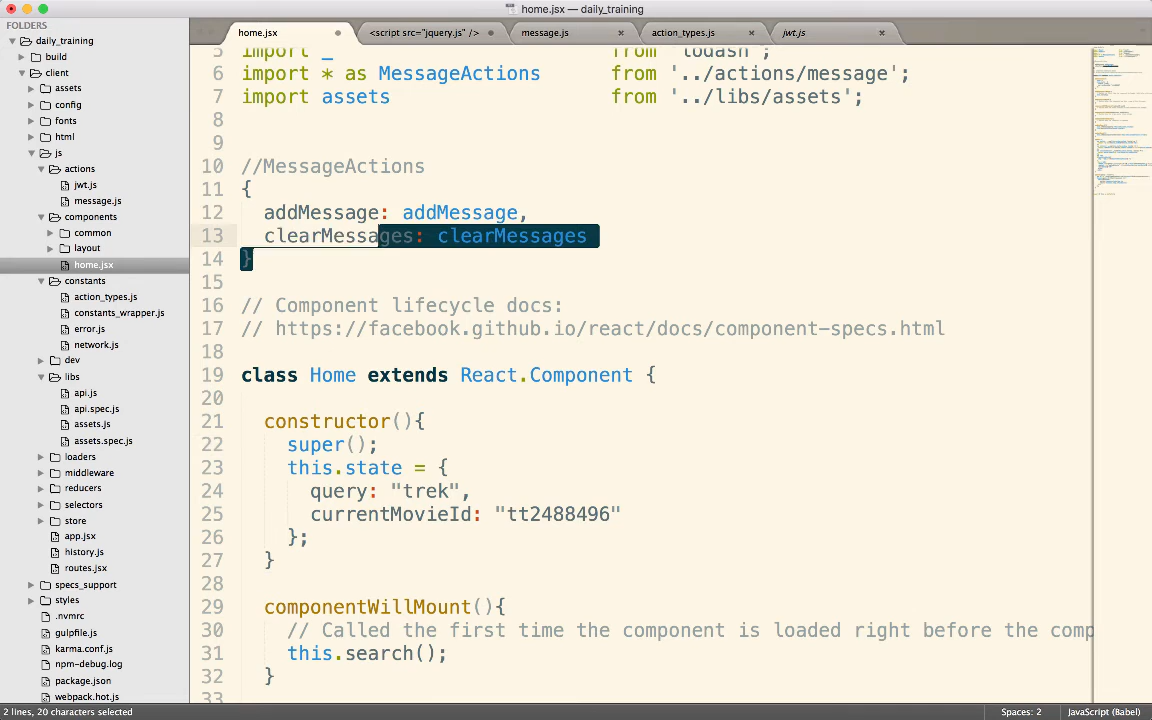 home.jsx — daily_training
FOLDERS
daily_training
build
client
assets
config
fonts
html
js
actions
jwt.js
message.js
components
common
layout
home.jsx
constants
action_types.js
constants_wrapper.js
error.js
network.js
dev
libs
api.js
api.spec.js
assets.js
assets.spec.js
loaders
middleware
reducers
selectors
store
app.jsx
history.js
routes.jsx
specs_support
styles
.nvmrc
gulpfile.js
karma.conf.js
npm-debug.log
package.json
webpack.hot.js
home.jsx
<script src="jquery.js" />
message.js
action_types.js
jwt.js
import _ from 'lodash';
6 import * as MessageActions from '../actions/message';
7 import assets from '../libs/assets';
8
9
10 //MessageActions
11 {
12 addMessage: addMessage,
13 clearMessages: clearMessages
14 }
15
16 // Component lifecycle docs:
17 // https://facebook.github.io/react/docs/component-specs.html
18
19 class Home extends React.Component {
20
21 constructor(){
22 super();
23 this.state = {
24 query: "trek",
25 currentMovieId: "tt2488496"
26 };
27 }
28
29 componentWillMount(){
30 // Called the first time the component is loaded right before the comp
31 this.search();
32 }
33
2 lines, 20 characters selected
Spaces: 2
JavaScript (Babel)